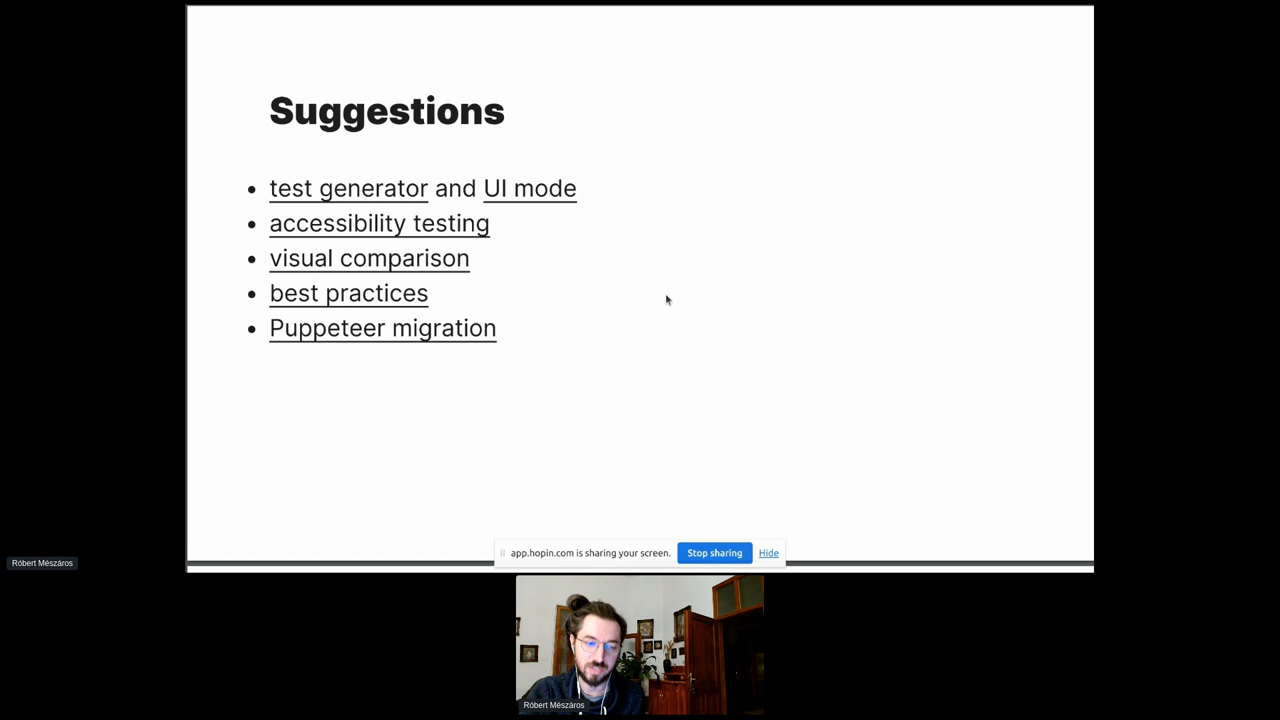 Suggestions
• test generator and UI mode
• accessibility testing
• visual comparison
• best practices
• Puppeteer migration
app.hopin.com is sharing your screen. Stop sharing Hide
Róbert Mészáros
Róbert Mészáros